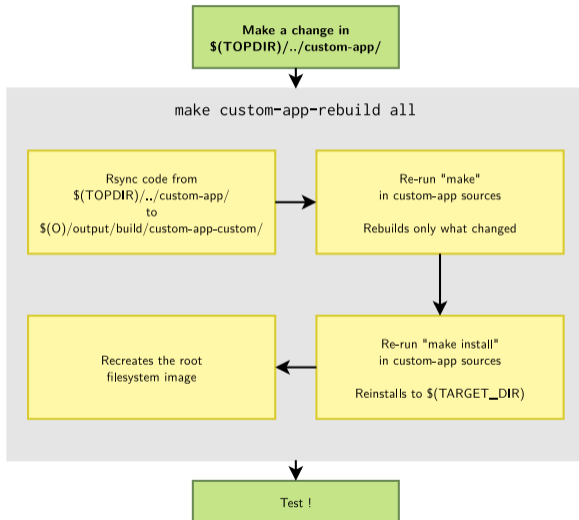 Make a change in
$(TOPDIR)/../custom-app/
make custom-app-rebuild all
Rsync code from
$(TOPDIR)/../custom-app/
to
$(O)/output/build/custom-app-custom/
Re-run "make"
in custom-app sources
Rebuilds only what changed
Re-run "make install"
in custom-app sources
Reinstalls to $(TARGET_DIR)
Recreates the root
filesystem image
Test !